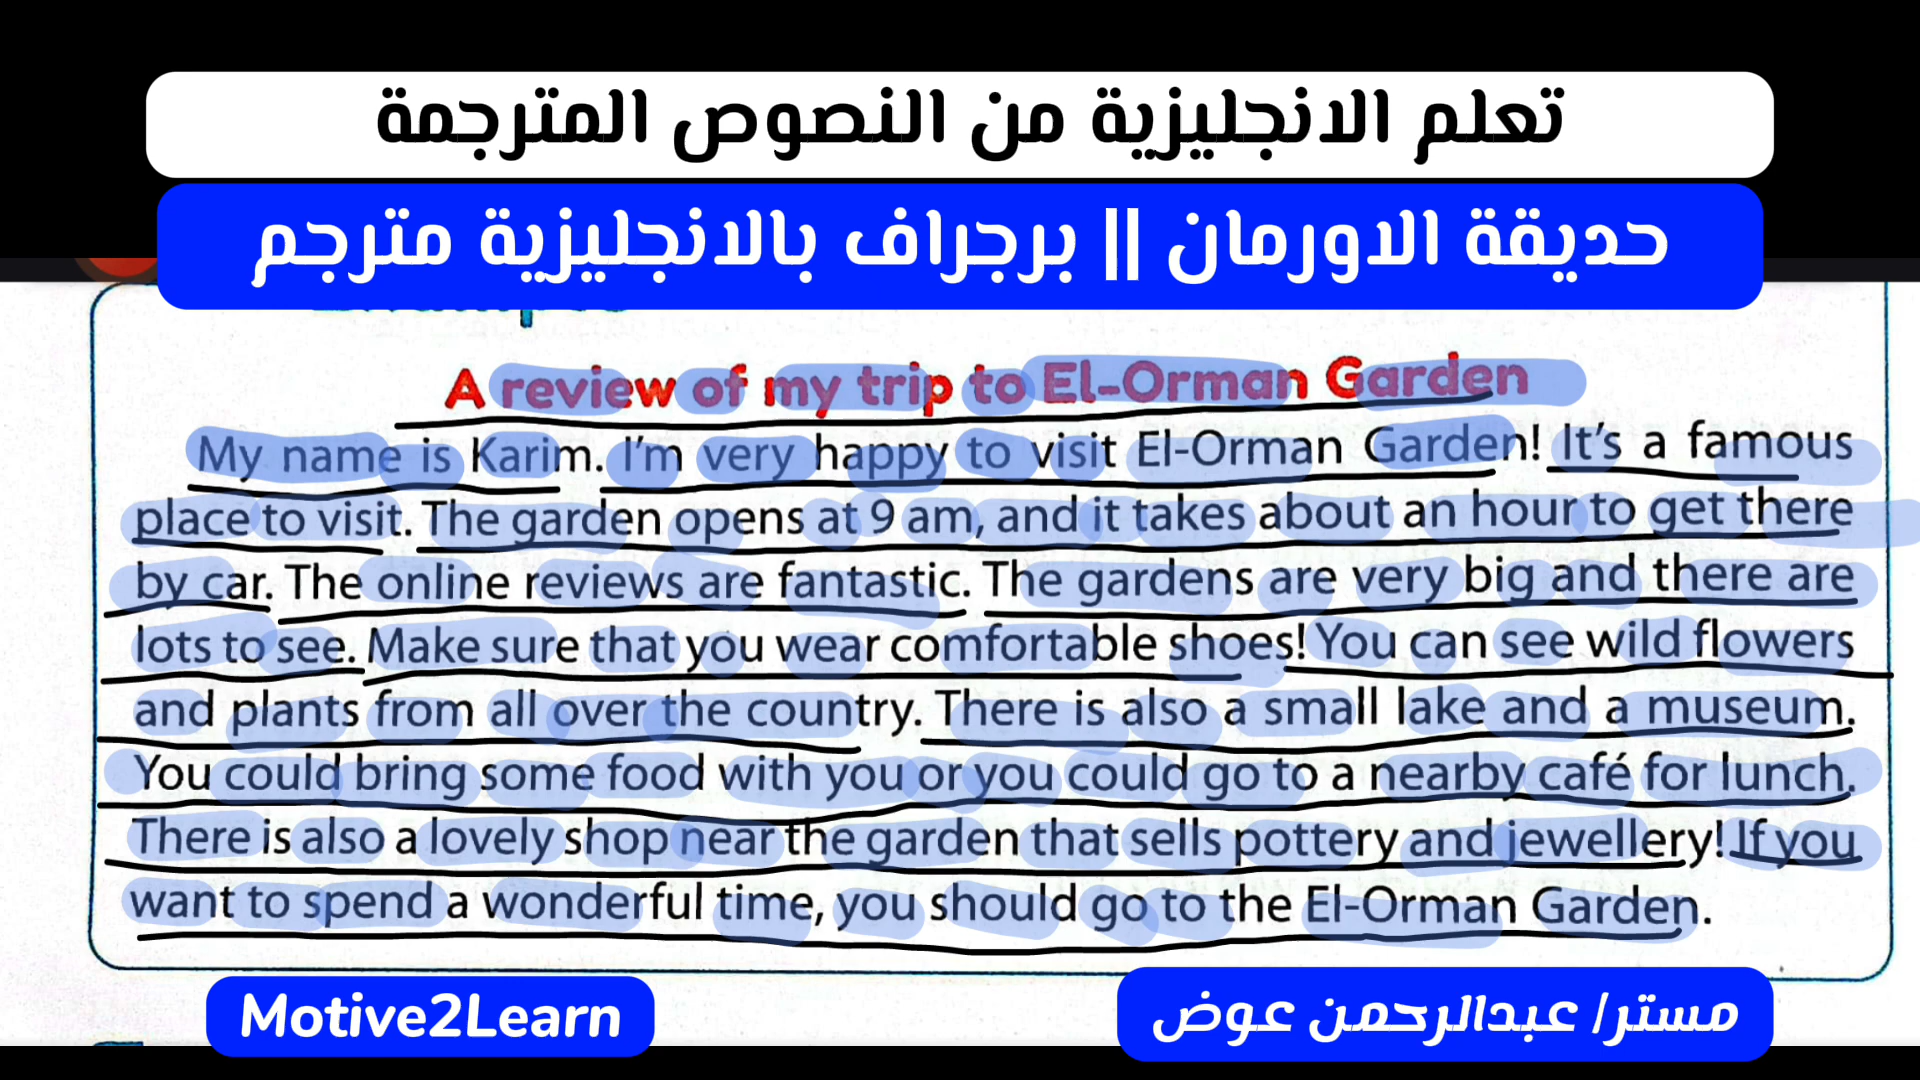 تعلم الانجليزية من النصوص المترجمة
حديقة الاورمان || برجراف بالانجليزية مترجم
A review of my trip to El-Orman Garden
My name is Karim. I'm very happy to visit El-Orman Garden! It's a famous
place to visit. The garden opens at 9 am, and it takes about an hour to get there
by car. The online reviews are fantastic. The gardens are very big and there are
lots to see. Make sure that you wear comfortable shoes! You can see wild flowers
and plants from all over the country. There is also a small lake and a museum.
You could bring some food with you or you could go to a nearby café for lunch.
There is also a lovely shop near the garden that sells pottery and jewellery! If you
want to spend a wonderful time, you should go to the El-Orman Garden.
Motive2Learn
مستر/ عبدالرحمن عوض